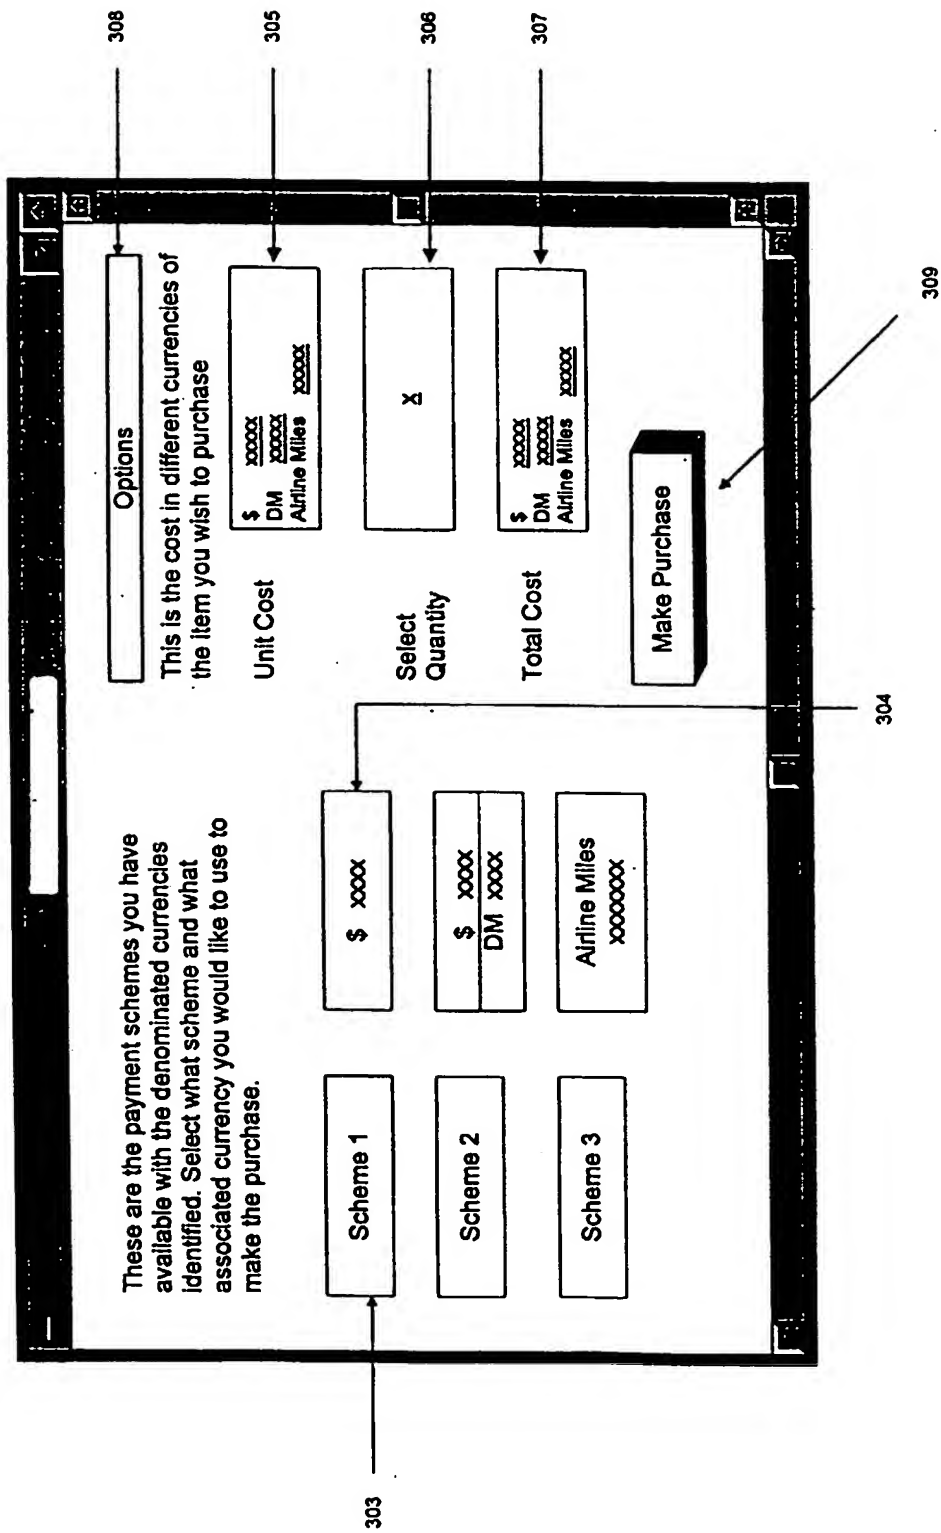 308
305
306
307
Options
These are the payment schemes you have
available with the denominated currencies
identified. Select what scheme and what
associated currency you would like to use to
make the purchase.
This is the cost in different currencies of
the item you wish to purchase
Unit Cost
$ xxxxx
DM xxxxx
Airline Miles xxxxx
303
Scheme 1
$ xxxx
Select
Quantity
x
Scheme 2
$ xxxx
DM xxxx
Total Cost
$ xxxxx
DM xxxxx
Airline Miles xxxxx
Scheme 3
Airline Miles
xxxxxxx
Make Purchase
304
309